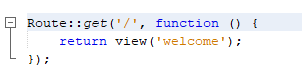 Route::get('/', function () {
    return view('welcome');
});